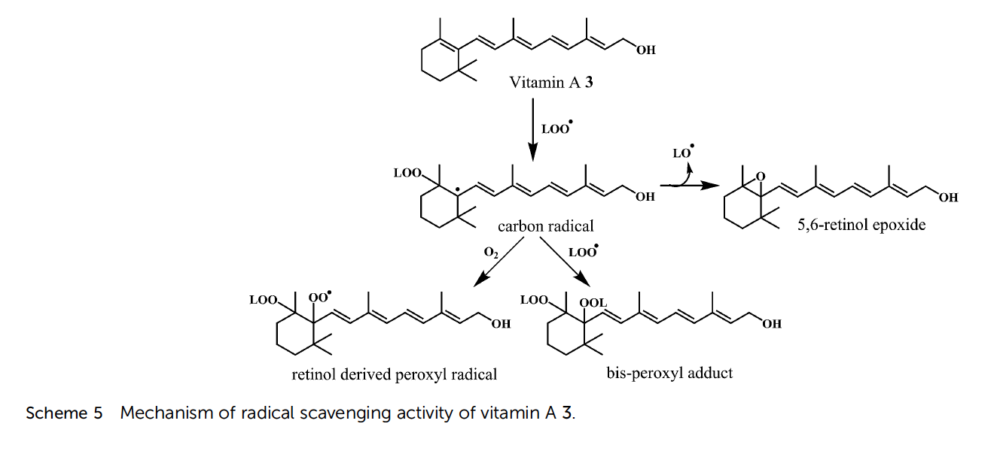 OH
Vitamin A 3
LOO•
LO•
LOO
O
OH
OH
carbon radical
5,6-retinol epoxide
O₂
LOO•
LOO
OO•
LOO
OOL
OH
OH
retinol derived peroxyl radical
bis-peroxyl adduct
Scheme 5 Mechanism of radical scavenging activity of vitamin A 3.